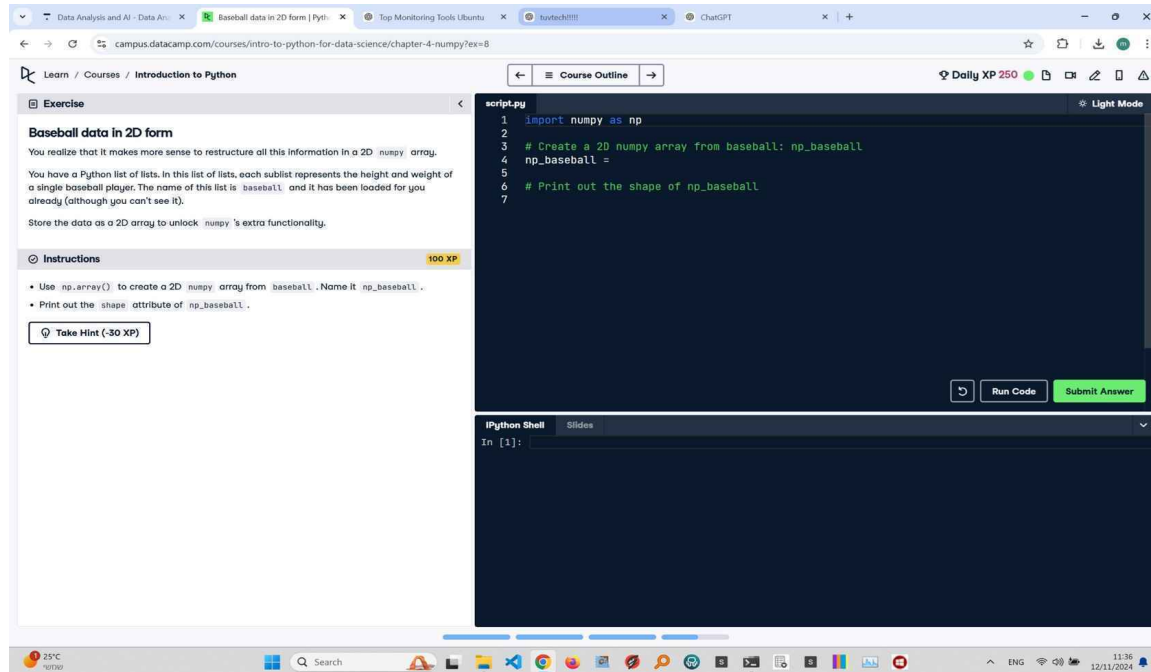 Data Analysis and AI - Data An
Baseball data in 2D form | Pyth
Top Monitoring Tools Ubuntu
tuvtech!!!!!
ChatGPT
campus.datacamp.com/courses/intro-to-python-for-data-science/chapter-4-numpy?ex=8
Learn / Courses / Introduction to Python
Course Outline
Daily XP 250
Exercise
Baseball data in 2D form
You realize that it makes more sense to restructure all this information in a 2D numpy array.
You have a Python list of lists. In this list of lists, each sublist represents the height and weight of
a single baseball player. The name of this list is baseball and it has been loaded for you
already (although you can't see it).
Store the data as a 2D array to unlock numpy 's extra functionality.
Instructions
100 XP
• Use np.array() to create a 2D numpy array from baseball . Name it np_baseball .
• Print out the shape attribute of np_baseball .
Take Hint (-30 XP)
script.py
Light Mode
1 import numpy as np
2
3 # Create a 2D numpy array from baseball: np_baseball
4 np_baseball =
5
6 # Print out the shape of np_baseball
7
Run Code
Submit Answer
IPython Shell
Slides
In [1]:
1
25°C
Search
ENG
11:36
12/11/2024